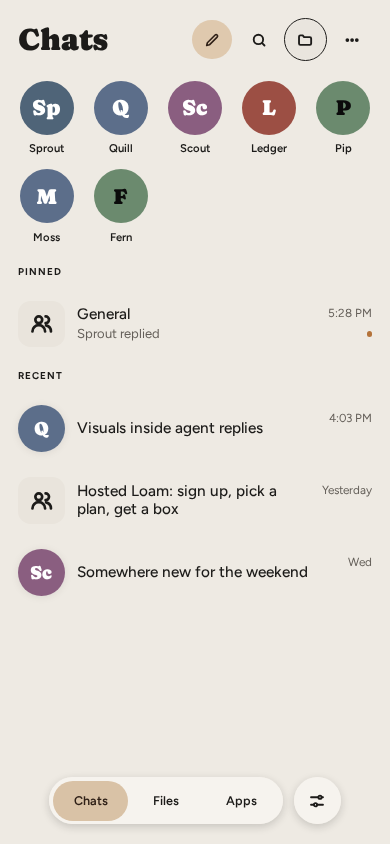 Chats
Sp
Q
Sc
L
P
Sprout
Quill
Scout
Ledger
Pip
M
F
Moss
Fern
PINNED
General
5:28 PM
Sprout replied
RECENT
Q
Visuals inside agent replies
4:03 PM
Hosted Loam: sign up, pick a
plan, get a box
Yesterday
Sc
Somewhere new for the weekend
Wed
Chats
Files
Apps